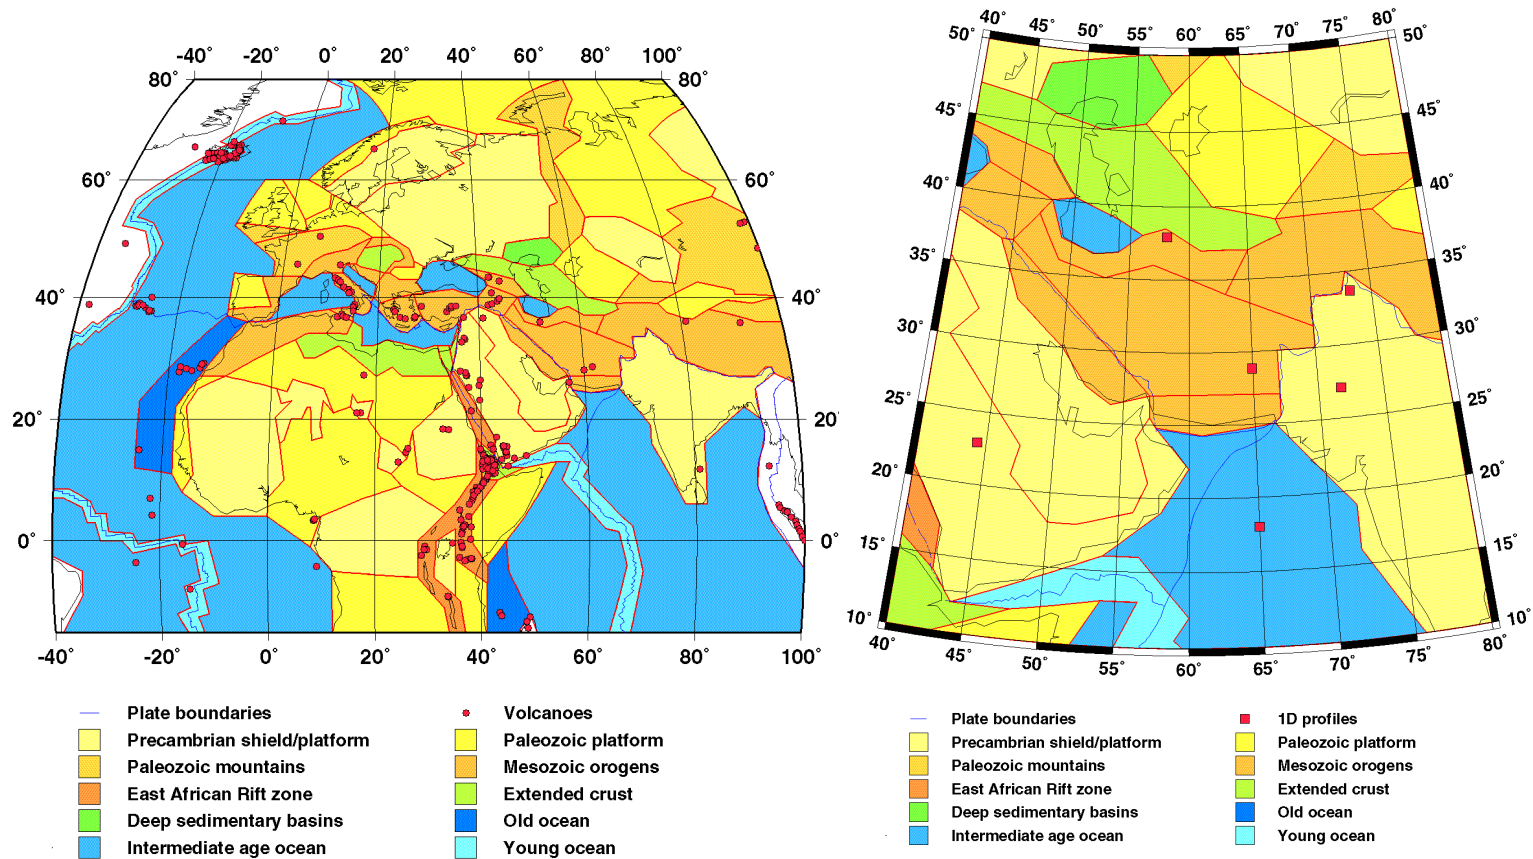 -40° -20° 0° 20° 40° 60° 80° 100°
80° 80°
60° 60°
40° 40°
20° 20°
0° 0°
-40° -20° 0 20° 40° 60° 80° 100°
Plate boundaries Volcanoes
Precambrian shield/platform Paleozoic platform
Paleozoic mountains Mesozoic orogens
East African Rift zone Extended crust
Deep sedimentary basins Old ocean
Intermediate age ocean Young ocean
40° 45° 50° 55° 60° 65° 70° 75° 80°
50° 50°
45° 45°
40° 40°
35° 35°
30° 30°
25° 25°
20° 20°
15° 15°
10° 10°
40° 45° 50° 55° 60° 65° 70° 75° 80°
Plate boundaries 1D profiles
Precambrian shield/platform Paleozoic platform
Paleozoic mountains Mesozoic orogens
East African Rift zone Extended crust
Deep sedimentary basins Old ocean
Intermediate age ocean Young ocean